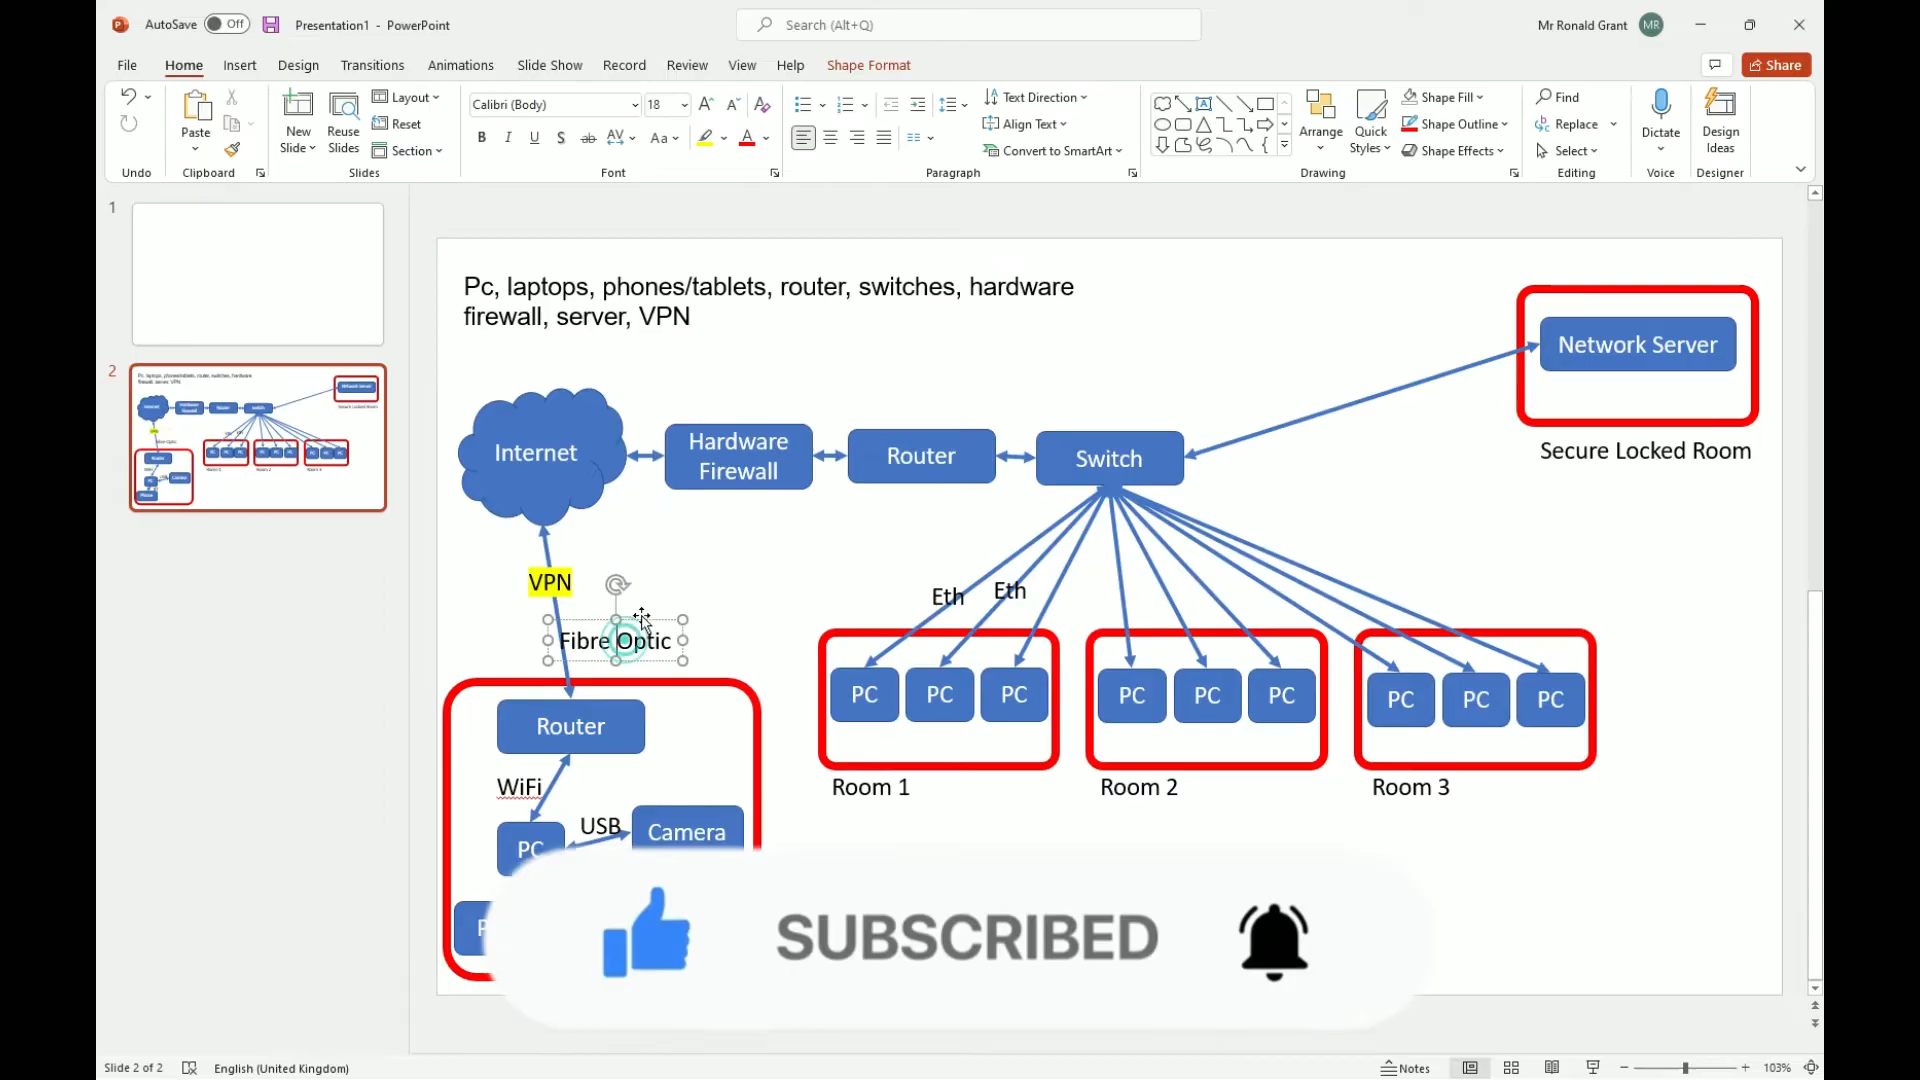 AutoSave Off Presentation1 - PowerPoint Search (Alt+Q) Mr Ronald Grant MR
File Home Insert Design Transitions Animations Slide Show Record Review View Help Shape Format Share
Paste New Slide Reuse Slides Layout Reset Section
Calibri (Body) 18
Text Direction
Align Text
Convert to SmartArt
Arrange Quick Styles Shape Fill Shape Outline Shape Effects
Find Replace Select Dictate Design Ideas
Undo Clipboard Slides Font Paragraph Drawing Editing Voice Designer
1
2
Pc, laptops, phones/tablets, router, switches, hardware
firewall, server, VPN
Network Server
Secure Locked Room
Internet
Hardware
Firewall
Router
Switch
VPN
Eth
Eth
Fibre Optic
PC PC PC
PC PC PC
PC PC PC
Room 1
Room 2
Room 3
Router
WiFi
USB
Camera
PC
SUBSCRIBED
Slide 2 of 2 English (United Kingdom) Notes 103%